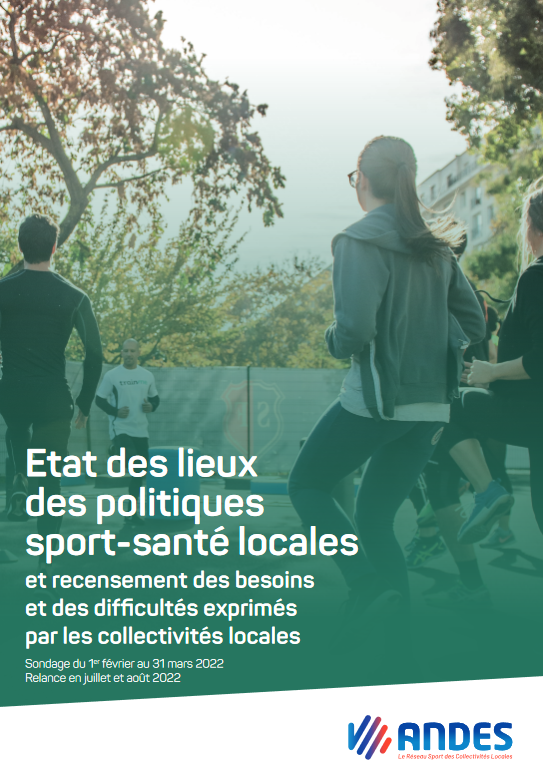 Etat des lieux
des politiques
sport-santé locales
et recensement des besoins
et des difficultés exprimés
par les collectivités locales
Sondage du 1er février au 31 mars 2022
Relance en juillet et août 2022
ANDES
Le Réseau Sport des Collectivités Locales